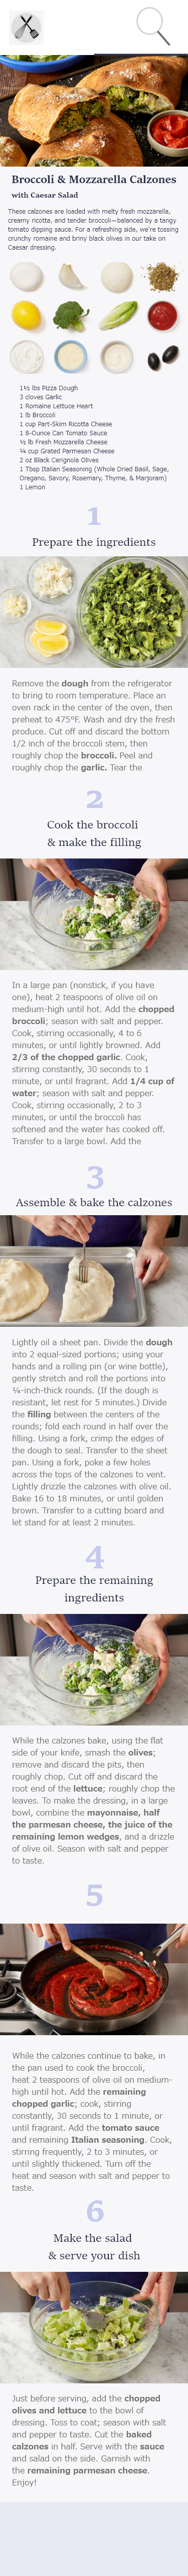 Broccoli & Mozzarella Calzones
with Caesar Salad
These calzones are loaded with melty fresh mozzarella,
creamy ricotta, and tender broccoli—balanced by a tangy
tomato dipping sauce. For a refreshing side, we're tossing
crunchy romaine and briny black olives in our take on
Caesar dressing.
1½ lbs Pizza Dough
3 cloves Garlic
1 Romaine Lettuce Heart
1 lb Broccoli
1 cup Part-Skim Ricotta Cheese
1 8-Ounce Can Tomato Sauce
½ lb Fresh Mozzarella Cheese
¼ cup Grated Parmesan Cheese
2 oz Black Cerignola Olives
1 Tbsp Italian Seasoning (Whole Dried Basil, Sage,
Oregano, Savory, Rosemary, Thyme, & Marjoram)
1 Lemon
1
Prepare the ingredients
Remove the dough from the refrigerator
to bring to room temperature. Place an
oven rack in the center of the oven, then
preheat to 475°F. Wash and dry the fresh
produce. Cut off and discard the bottom
1/2 inch of the broccoli stem, then
roughly chop the broccoli. Peel and
roughly chop the garlic. Tear the
2
Cook the broccoli
& make the filling
In a large pan (nonstick, if you have
one), heat 2 teaspoons of olive oil on
medium-high until hot. Add the chopped
broccoli; season with salt and pepper.
Cook, stirring occasionally, 4 to 6
minutes, or until lightly browned. Add
2/3 of the chopped garlic. Cook,
stirring constantly, 30 seconds to 1
minute, or until fragrant. Add 1/4 cup of
water; season with salt and pepper.
Cook, stirring occasionally, 2 to 3
minutes, or until the broccoli has
softened and the water has cooked off.
Transfer to a large bowl. Add the
3
Assemble & bake the calzones
Lightly oil a sheet pan. Divide the dough
into 2 equal-sized portions; using your
hands and a rolling pin (or wine bottle),
gently stretch and roll the portions into
¼-inch-thick rounds. (If the dough is
resistant, let rest for 5 minutes.) Divide
the filling between the centers of the
rounds; fold each round in half over the
filling. Using a fork, crimp the edges of
the dough to seal. Transfer to the sheet
pan. Using a fork, poke a few holes
across the tops of the calzones to vent.
Lightly drizzle the calzones with olive oil.
Bake 16 to 18 minutes, or until golden
brown. Transfer to a cutting board and
let stand for at least 2 minutes.
4
Prepare the remaining
ingredients
While the calzones bake, using the flat
side of your knife, smash the olives;
remove and discard the pits, then
roughly chop. Cut off and discard the
root end of the lettuce; roughly chop the
leaves. To make the dressing, in a large
bowl, combine the mayonnaise, half
the parmesan cheese, the juice of the
remaining lemon wedges, and a drizzle
of olive oil. Season with salt and pepper
to taste.
5
While the calzones continue to bake, in
the pan used to cook the broccoli,
heat 2 teaspoons of olive oil on medium-
high until hot. Add the remaining
chopped garlic; cook, stirring
constantly, 30 seconds to 1 minute, or
until fragrant. Add the tomato sauce
and remaining Italian seasoning. Cook,
stirring frequently, 2 to 3 minutes, or
until slightly thickened. Turn off the
heat and season with salt and pepper to
taste.
6
Make the salad
& serve your dish
Just before serving, add the chopped
olives and lettuce to the bowl of
dressing. Toss to coat; season with salt
and pepper to taste. Cut the baked
calzones in half. Serve with the sauce
and salad on the side. Garnish with
the remaining parmesan cheese.
Enjoy!